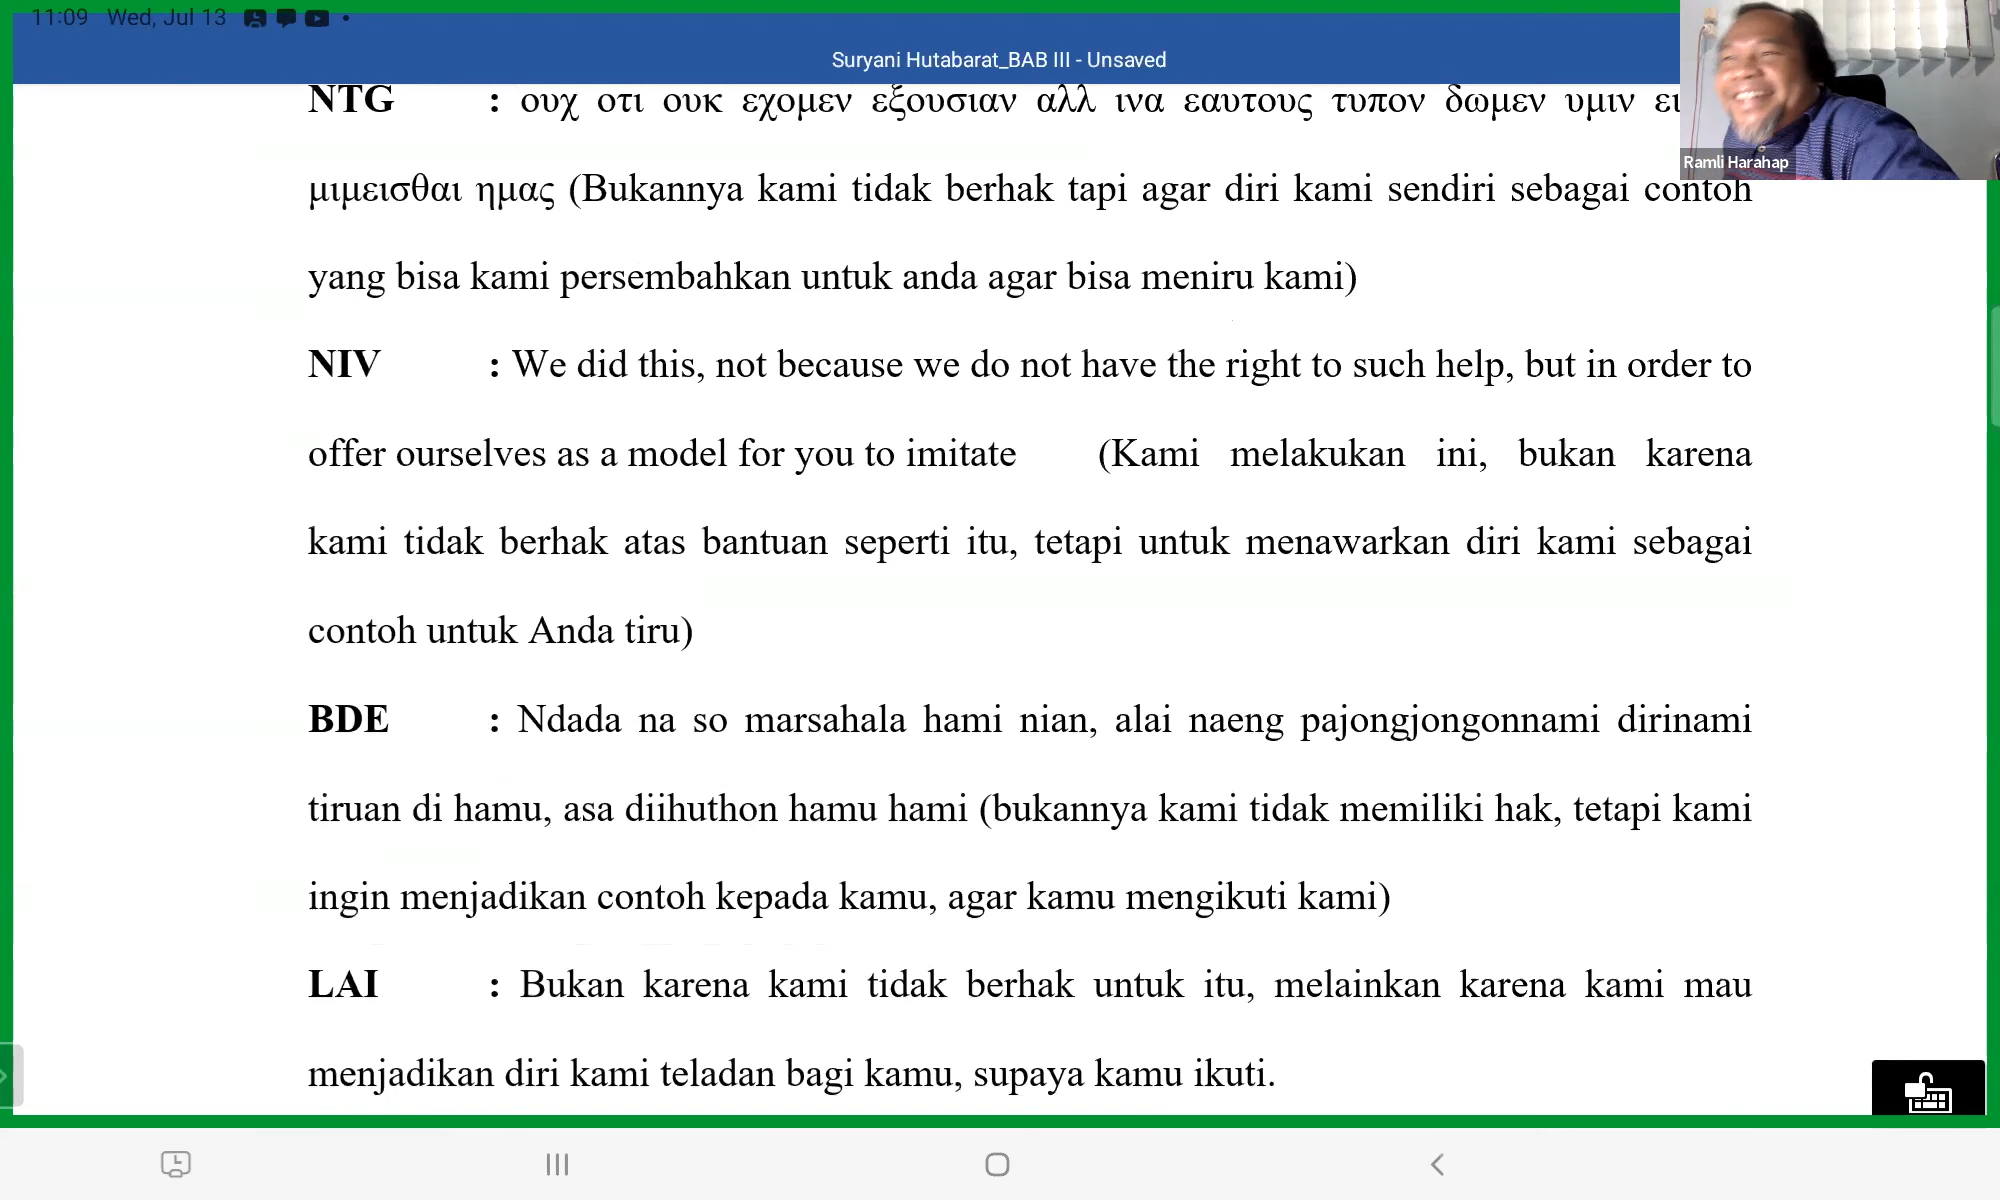 11:09 Wed, Jul 13
Suryani Hutabarat_BAB III - Unsaved
Ramli Harahap
NTG : ουχ οτι ουκ εχομεν εξουσιαν αλλ ινα εαυτους τυπον δωμεν υμιν
μιμεισθαι ημας (Bukannya kami tidak berhak tapi agar diri kami sendiri sebagai contoh
yang bisa kami persembahkan untuk anda agar bisa meniru kami)
NIV : We did this, not because we do not have the right to such help, but in order to
offer ourselves as a model for you to imitate (Kami melakukan ini, bukan karena
kami tidak berhak atas bantuan seperti itu, tetapi untuk menawarkan diri kami sebagai
contoh untuk Anda tiru)
BDE : Ndada na so marsahala hami nian, alai naeng pajongjongonnami dirinami
tiruan di hamu, asa diihuthon hamu hami (bukannya kami tidak memiliki hak, tetapi kami
ingin menjadikan contoh kepada kamu, agar kamu mengikuti kami)
LAI : Bukan karena kami tidak berhak untuk itu, melainkan karena kami mau
menjadikan diri kami teladan bagi kamu, supaya kamu ikuti.